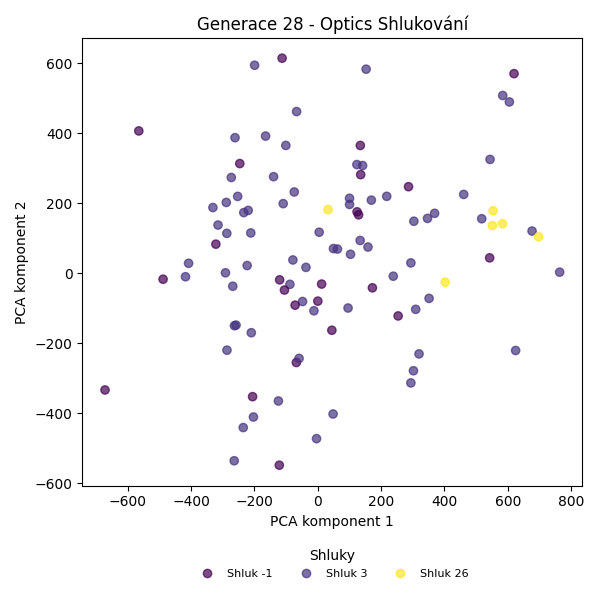 Generace 28 - Optics Shlukování
PCA komponent 2
600
400
200
0
−200
−400
−600
−600 −400 −200 0 200 400 600 800
PCA komponent 1
Shluky
Shluk -1 Shluk 3 Shluk 26